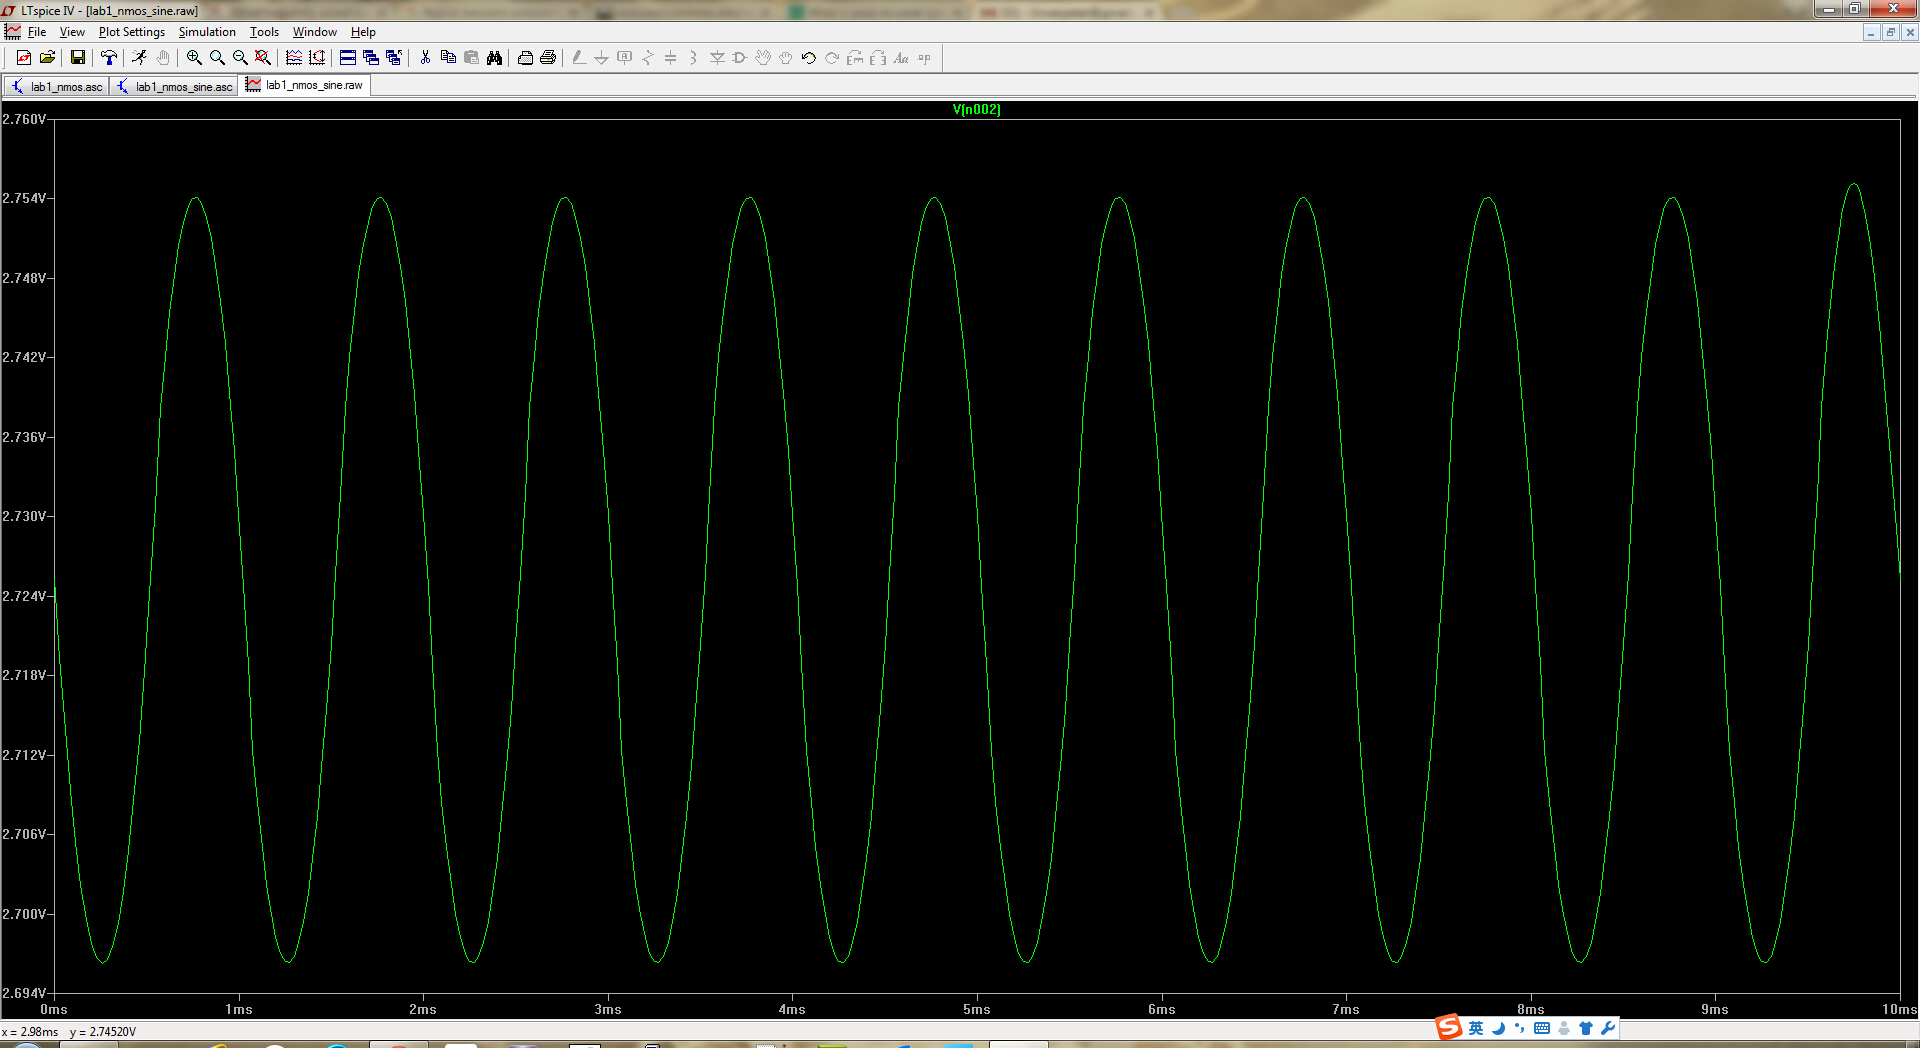 LTspice IV - [lab1_nmos_sine.raw]
File View Plot Settings Simulation Tools Window Help
lab1_nmos.asc lab1_nmos_sine.asc lab1_nmos_sine.raw
V(n002)
2.760V
2.754V
2.748V
2.742V
2.736V
2.730V
2.724V
2.718V
2.712V
2.706V
2.700V
2.694V
0ms 1ms 2ms 3ms 4ms 5ms 6ms 7ms 8ms 9ms 10ms
x = 2.98ms y = 2.74520V
英